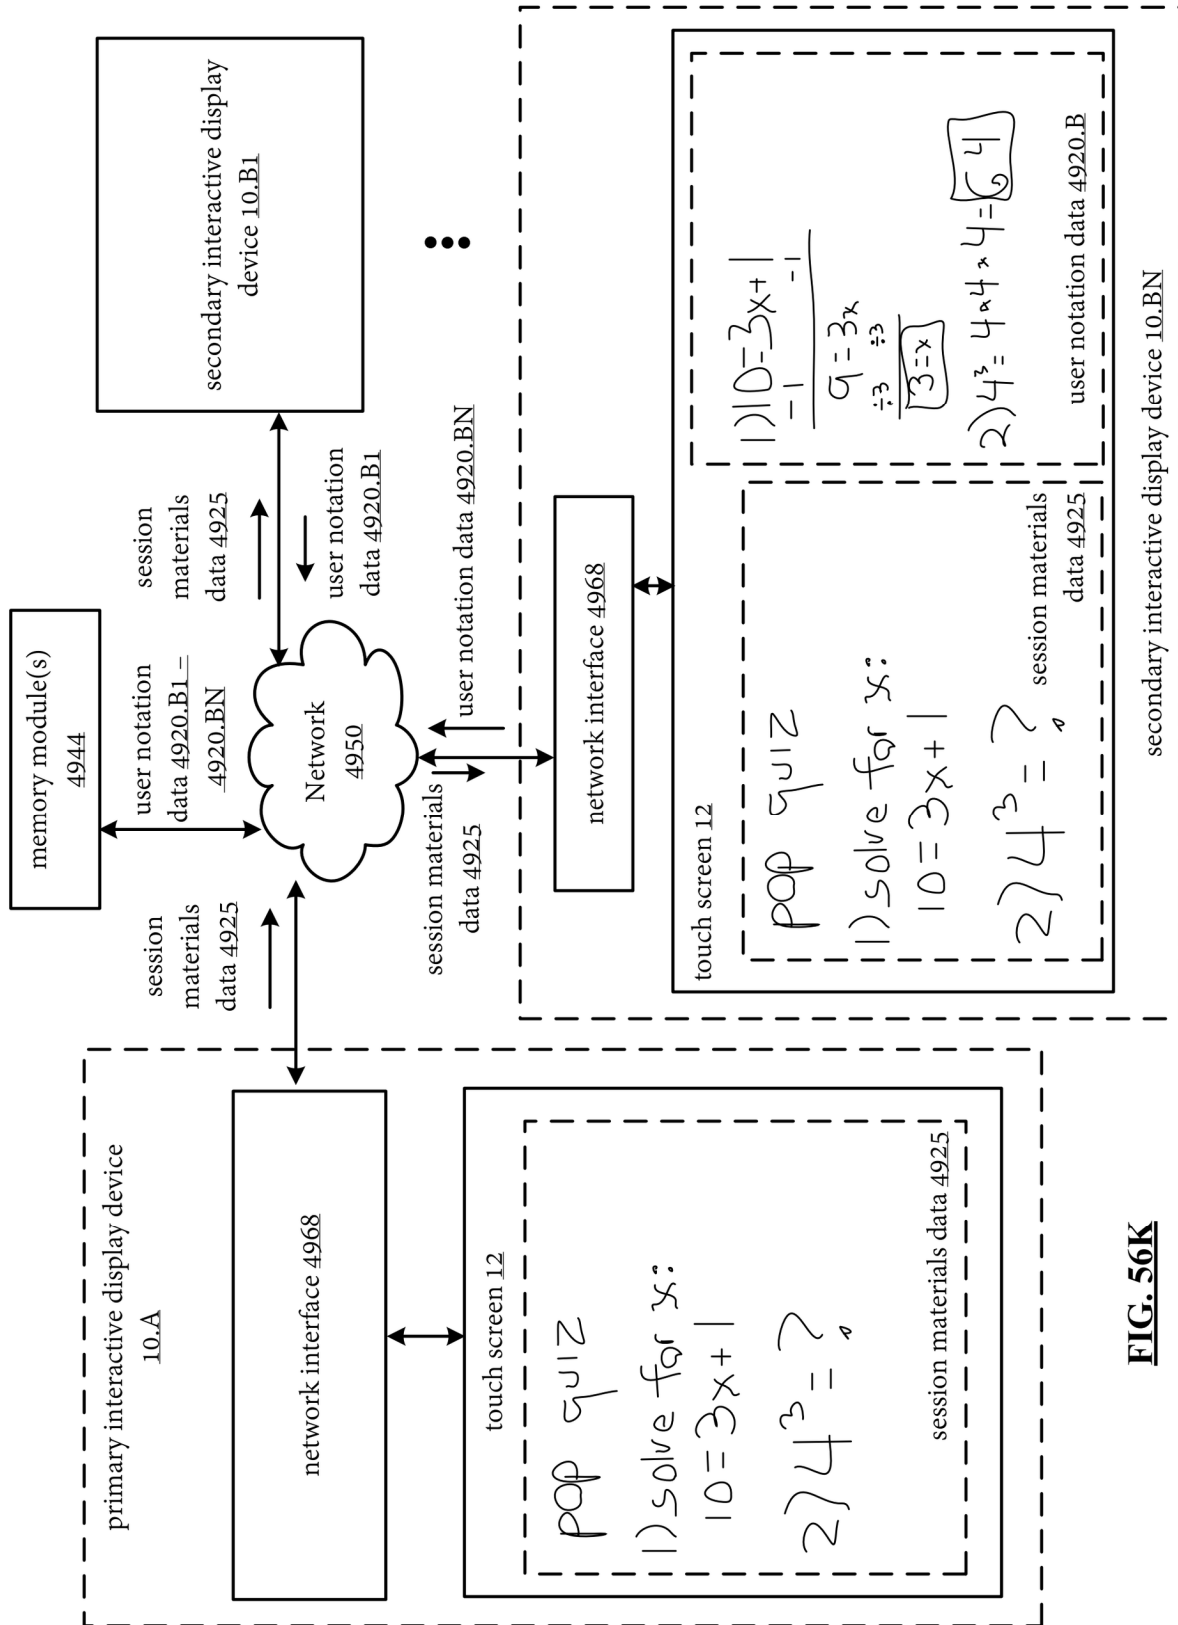 primary interactive display device
10.A
network interface 4968
touch screen 12
pop quiz
1) solve for x:
10=3x+1
2) 4³=?
session materials data 4925
session
materials
data 4925
memory module(s)
4944
user notation
data 4920.B1 –
4920.BN
Network
4950
session
materials
data 4925
user notation
data 4920.B1
secondary interactive display
device 10.B1
session materials
data 4925
user notation data 4920.BN
network interface 4968
touch screen 12
pop quiz
1) solve for x:
10=3x+1
2) 4³=?
session materials
data 4925
1) 10=3x+1
-1 -1
9=3x
÷3 ÷3
3=x
2) 4³=4×4×4=64
user notation data 4920.B
secondary interactive display device 10.BN
FIG. 56K